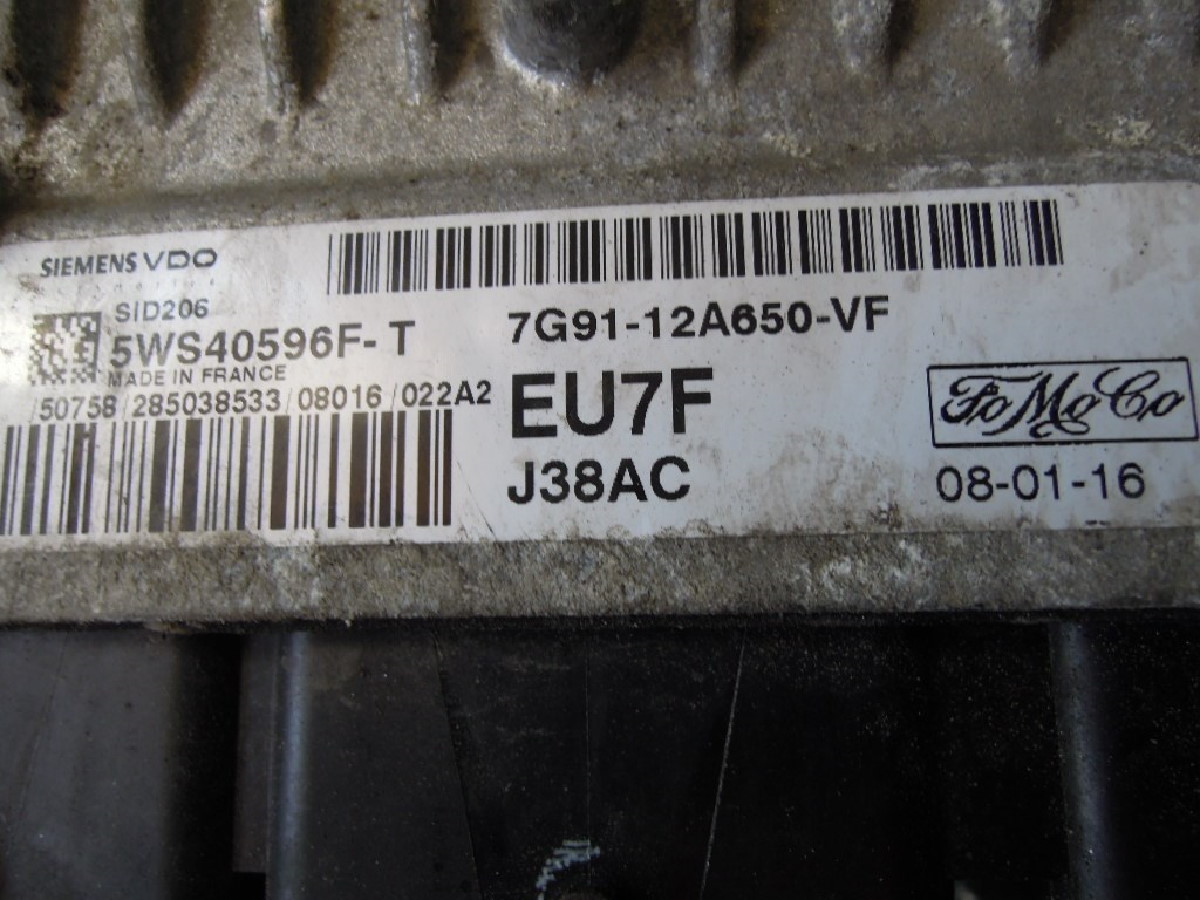 SIEMENS VDO
SID206
5WS40596F-T
MADE IN FRANCE
50758 / 285038533 / 08016 / 022A2
7G91-12A650-VF
EU7F
J38AC
FoMoCo
08-01-16